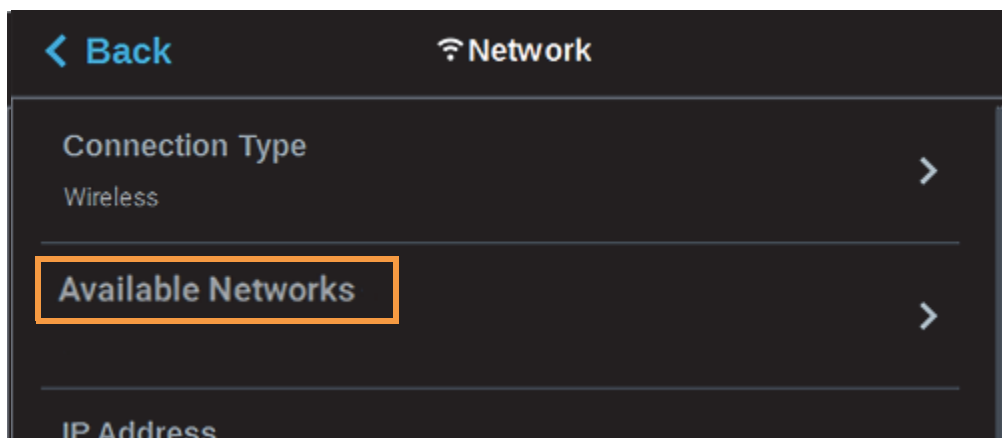 Back
Network
Connection Type
Wireless
Available Networks
IP Address